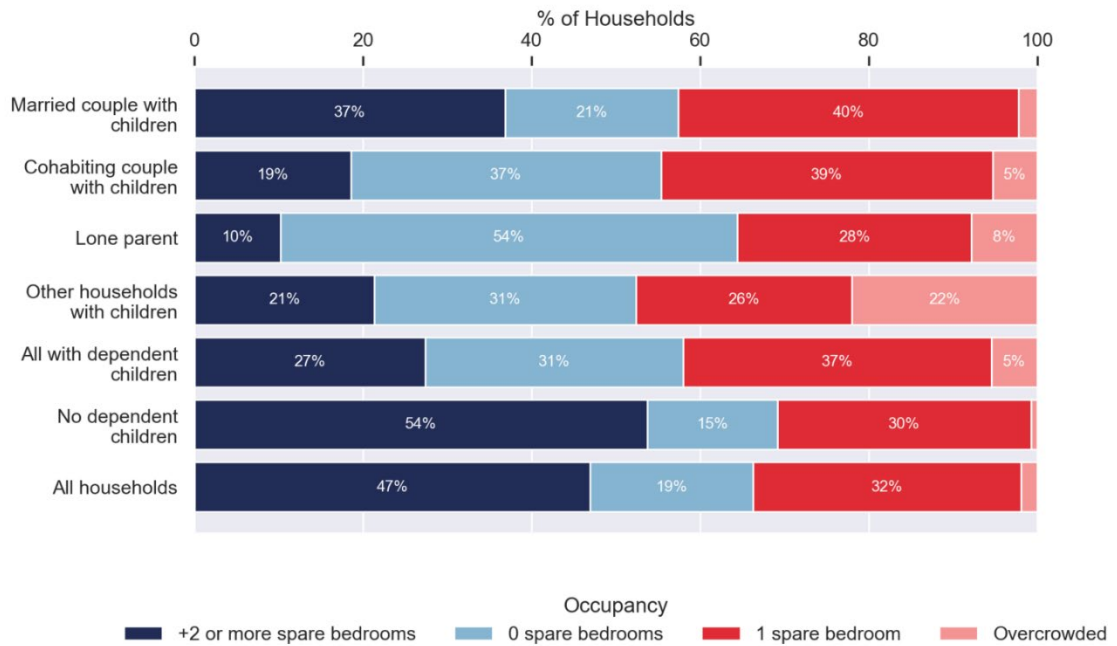 % of Households
0 20 40 60 80 100
Married couple with
children
37% 21% 40%
Cohabiting couple
with children
19% 37% 39% 5%
Lone parent
10% 54% 28% 8%
Other households
with children
21% 31% 26% 22%
All with dependent
children
27% 31% 37% 5%
No dependent
children
54% 15% 30%
All households
47% 19% 32%
Occupancy
+2 or more spare bedrooms 0 spare bedrooms 1 spare bedroom Overcrowded